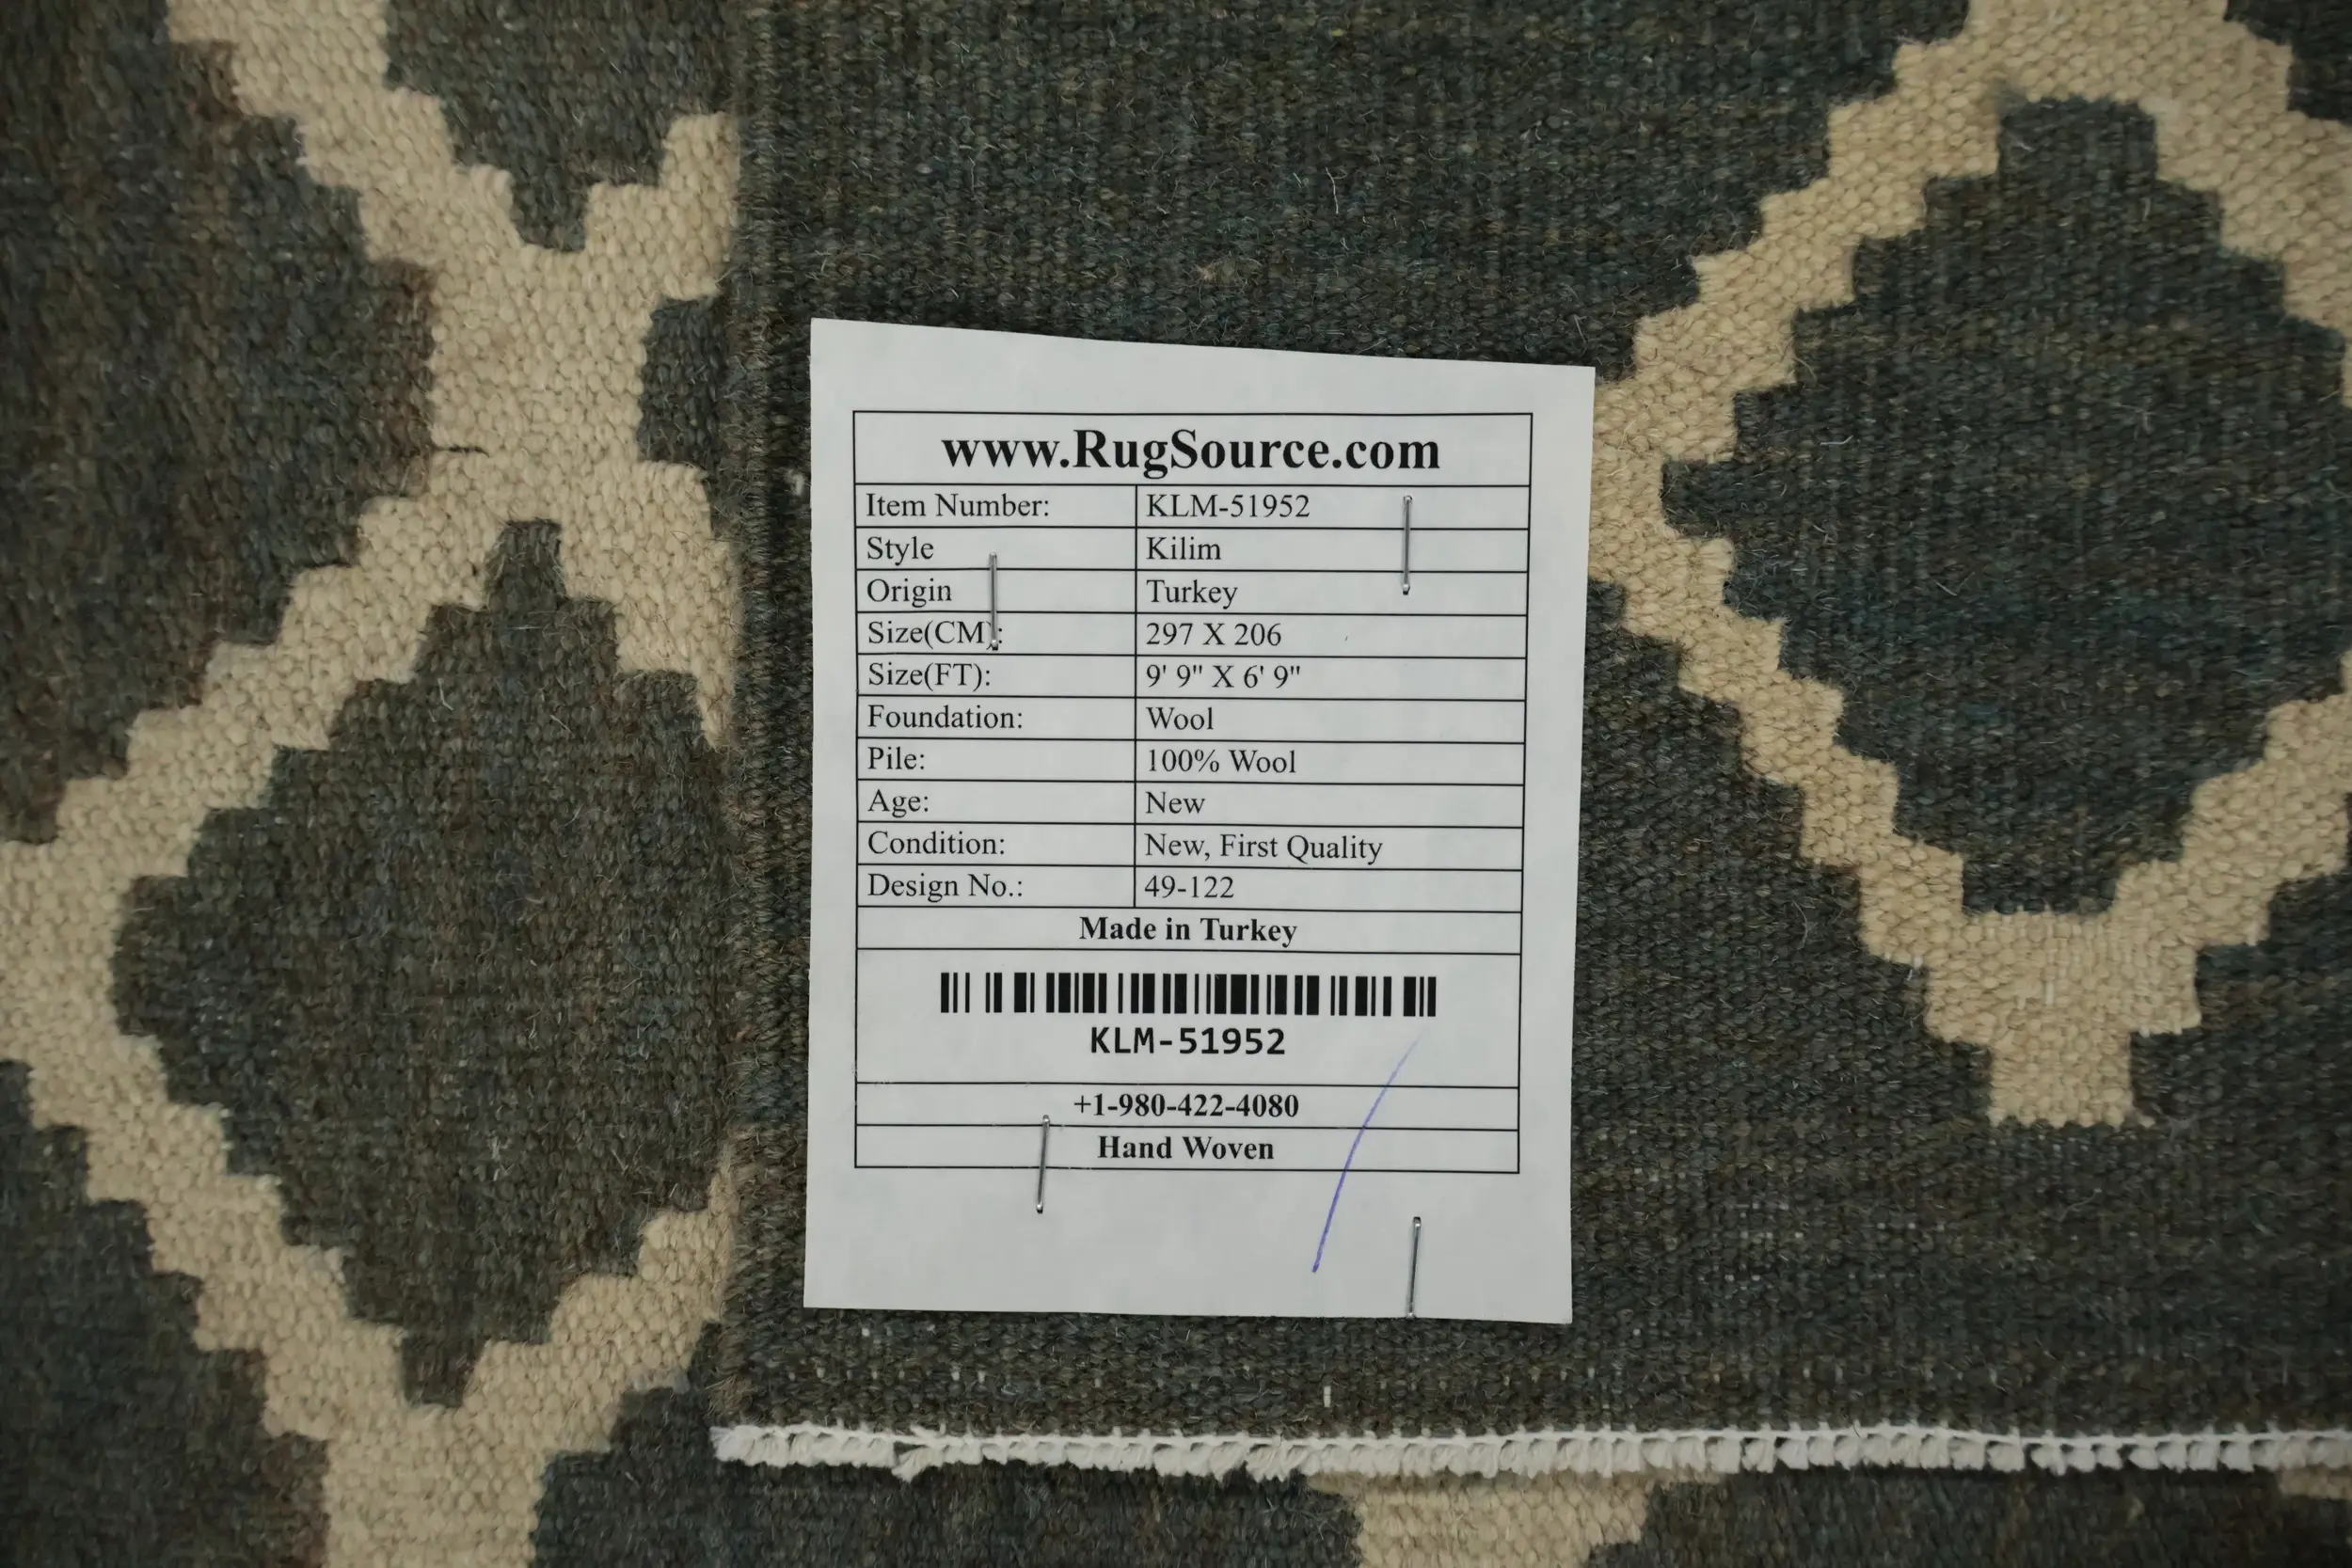 www.RugSource.com
Item Number: KLM-51952
Style Kilim
Origin Turkey
Size(CM): 297 X 206
Size(FT): 9' 9" X 6' 9"
Foundation: Wool
Pile: 100% Wool
Age: New
Condition: New, First Quality
Design No.: 49-122
Made in Turkey
KLM-51952
+1-980-422-4080
Hand Woven